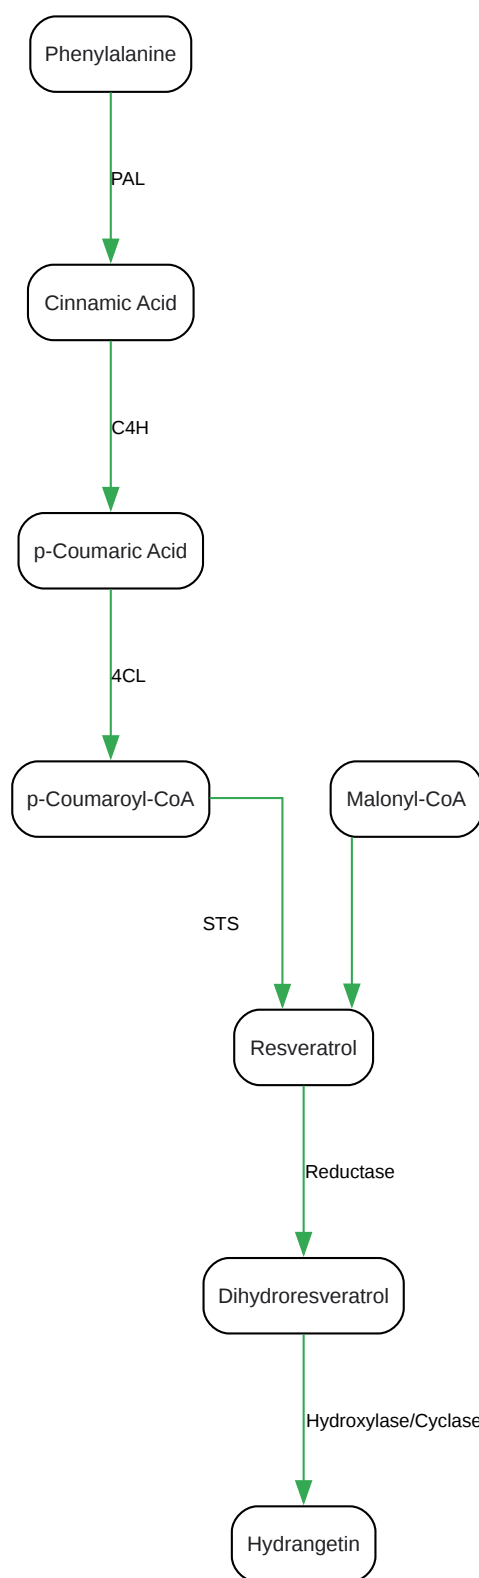 Phenylalanine
PAL
Cinnamic Acid
C4H
p-Coumaric Acid
4CL
p-Coumaroyl-CoA
Malonyl-CoA
STS
Resveratrol
Reductase
Dihydroresveratrol
Hydroxylase/Cyclase
Hydrangetin